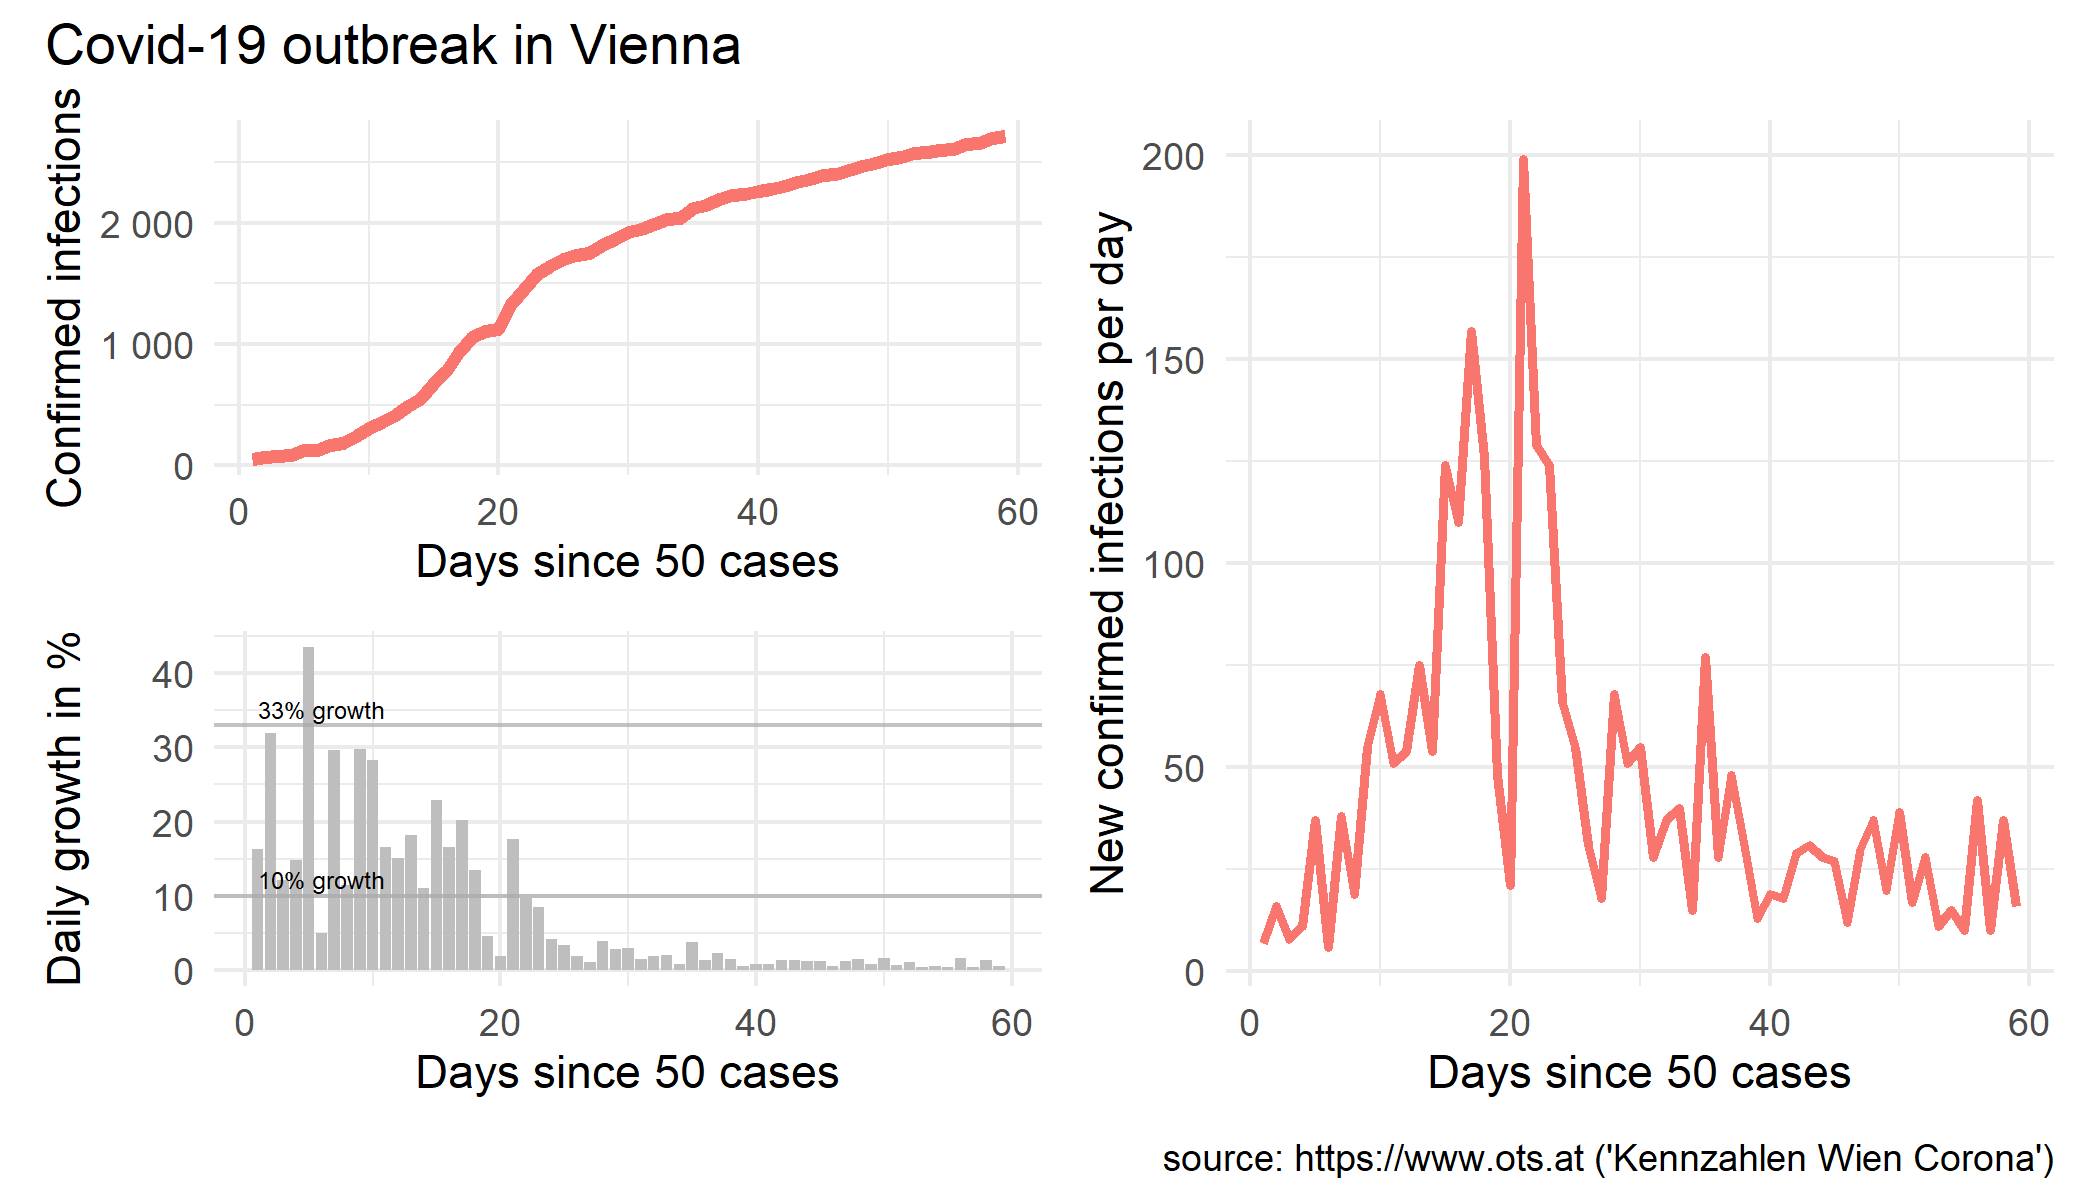 Covid-19 outbreak in Vienna
Confirmed infections
2 000
1 000
0
0 20 40 60
Days since 50 cases
Daily growth in %
40
30
20
10
0
33% growth
10% growth
0 20 40 60
Days since 50 cases
New confirmed infections per day
200
150
100
50
0
0 20 40 60
Days since 50 cases
source: https://www.ots.at ('Kennzahlen Wien Corona')